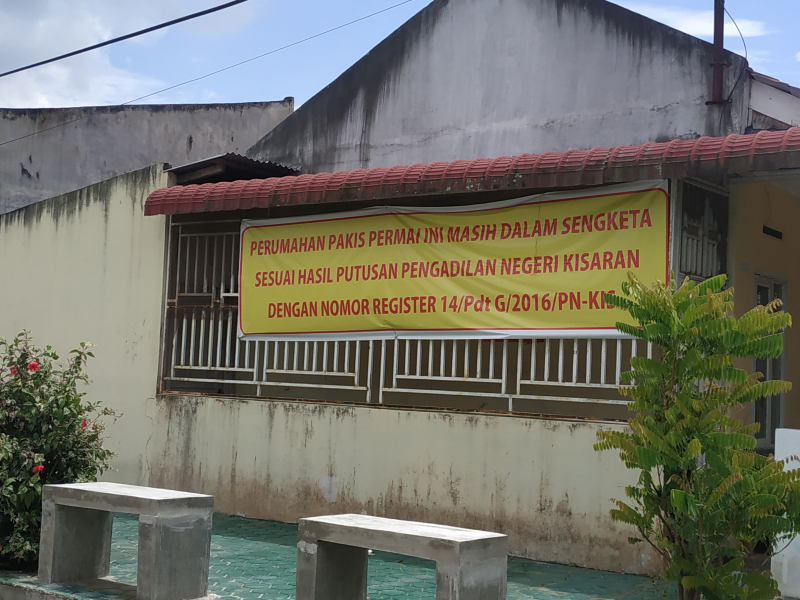 PERUMAHAN PAKIS PERMAI INI MASIH DALAM SENGKETA
SESUAI HASIL PUTUSAN PENGADILAN NEGERI KISARAN
DENGAN NOMOR REGISTER 14/Pdt G/2016/PN-KIS